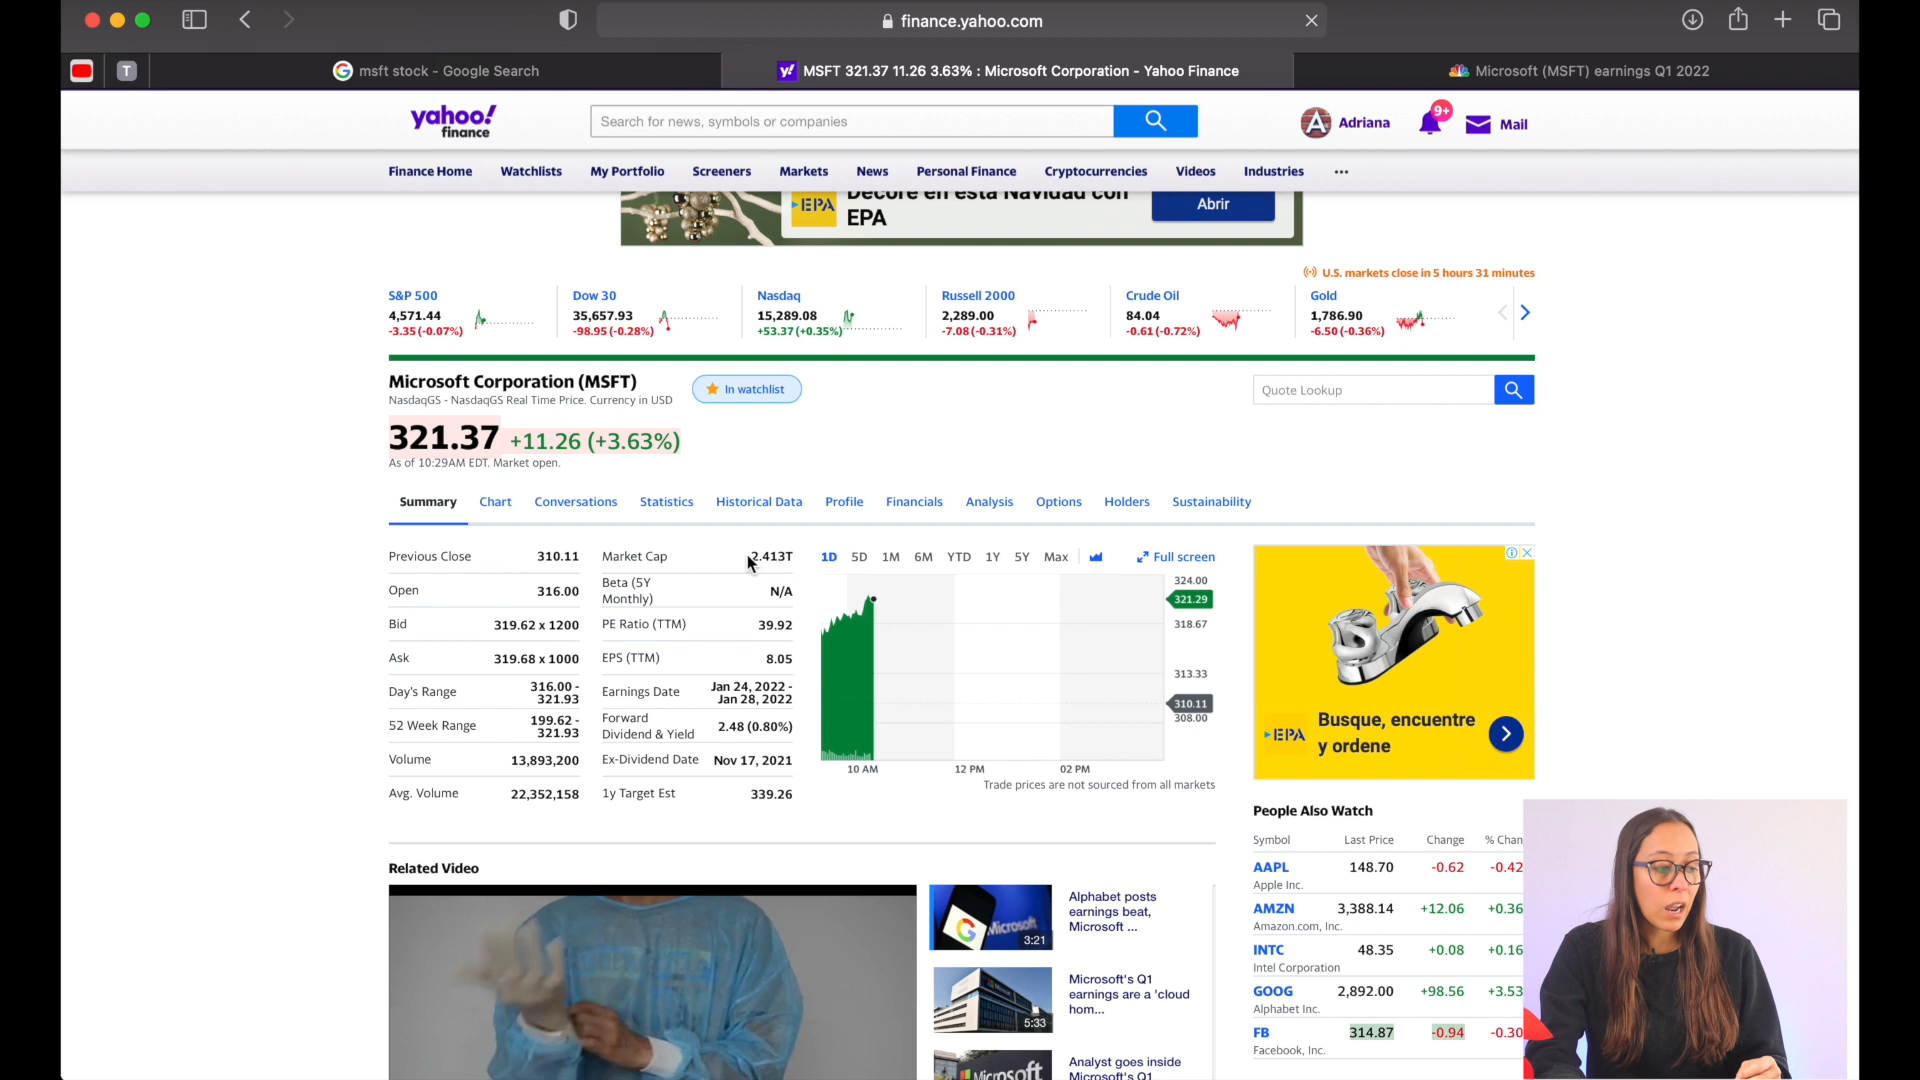 finance.yahoo.com
T
msft stock - Google Search
y! MSFT 321.37 11.26 3.63% : Microsoft Corporation - Yahoo Finance
Microsoft (MSFT) earnings Q1 2022
yahoo!
finance
Search for news, symbols or companies
A Adriana
9+
Mail
Finance Home Watchlists My Portfolio Screeners Markets News Personal Finance Cryptocurrencies Videos Industries ...
EPA
Decore en esta Navidad con
EPA
Abrir
U.S. markets close in 5 hours 31 minutes
S&P 500
4,571.44
-3.35 (-0.07%)
Dow 30
35,657.93
-98.95 (-0.28%)
Nasdaq
15,289.08
+53.37 (+0.35%)
Russell 2000
2,289.00
-7.08 (-0.31%)
Crude Oil
84.04
-0.61 (-0.72%)
Gold
1,786.90
-6.50 (-0.36%)
Microsoft Corporation (MSFT)
NasdaqGS - NasdaqGS Real Time Price. Currency in USD
In watchlist
Quote Lookup
321.37 +11.26 (+3.63%)
As of 10:29AM EDT. Market open.
Summary Chart Conversations Statistics Historical Data Profile Financials Analysis Options Holders Sustainability
Previous Close 310.11
Open 316.00
Bid 319.62 x 1200
Ask 319.68 x 1000
Day's Range 316.00 -
321.93
52 Week Range 199.62 -
321.93
Volume 13,893,200
Avg. Volume 22,352,158
Market Cap 2.413T
Beta (5Y
Monthly) N/A
PE Ratio (TTM) 39.92
EPS (TTM) 8.05
Earnings Date Jan 24, 2022 -
Jan 28, 2022
Forward
Dividend & Yield 2.48 (0.80%)
Ex-Dividend Date Nov 17, 2021
1y Target Est 339.26
1D 5D 1M 6M YTD 1Y 5Y Max Full screen
324.00
321.29
318.67
313.33
310.11
308.00
10 AM 12 PM 02 PM
Trade prices are not sourced from all markets
EPA
Busque, encuentre
y ordene
People Also Watch
Symbol Last Price Change % Chan
AAPL 148.70 -0.62 -0.42
Apple Inc.
AMZN 3,388.14 +12.06 +0.36
Amazon.com, Inc.
INTC 48.35 +0.08 +0.16
Intel Corporation
GOOG 2,892.00 +98.56 +3.53
Alphabet Inc.
FB 314.87 -0.94 -0.30
Facebook, Inc.
Related Video
Microsoft
3:21
Alphabet posts
earnings beat,
Microsoft ...
5:33
Microsoft's Q1
earnings are a 'cloud
hom...
Microsoft
Analyst goes inside
Microsoft's Q1